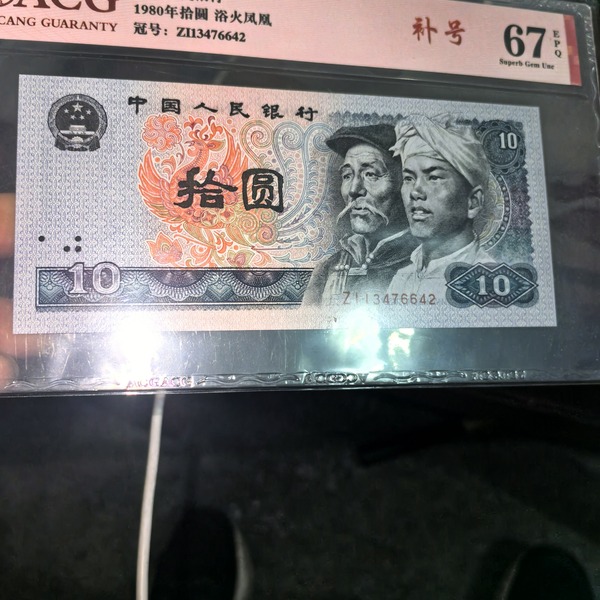 ACG
CANG GUARANTY
1980年拾圆 浴火凤凰
冠号：ZI13476642
补号
67
EPQ
Superb Gem Unc
中国人民银行
10
拾圆
10
ZI13476642
10